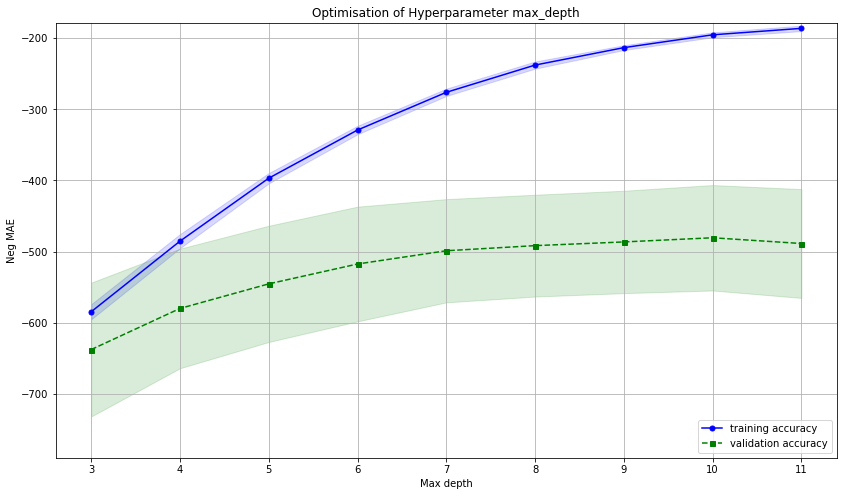 Optimisation of Hyperparameter max_depth
Neg MAE
−200
−300
−400
−500
−600
−700
3 4 5 6 7 8 9 10 11
Max depth
training accuracy
validation accuracy